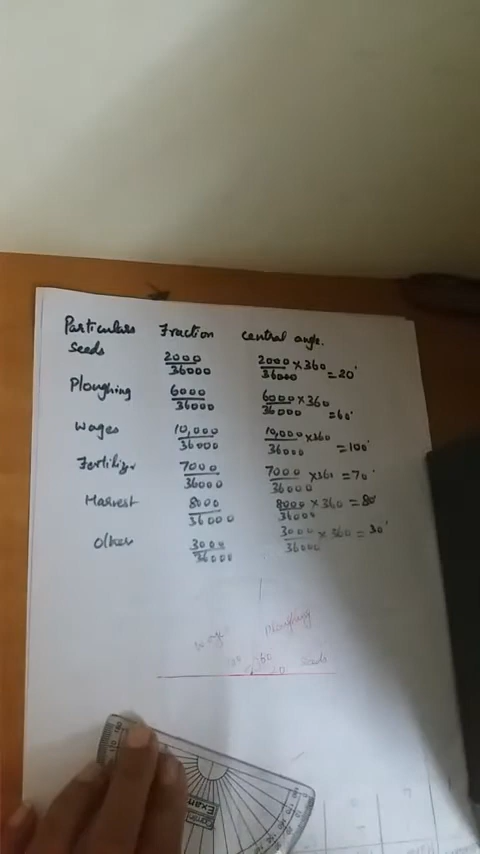 Particulars Fraction central angle.
Seeds 2000/36000 2000/36000 × 360 = 20°
Ploughing 6000/36000 6000/36000 × 360 = 60°
Wages 10,000/36000 10,000/36000 × 360 = 100°
Fertilizer 7000/36000 7000/36000 × 360 = 70°
Harvest 8000/36000 8000/36000 × 360 = 80
Other 3000/36000 3000/36000 × 360 = 30°
Ploughing
Seeds
Exam